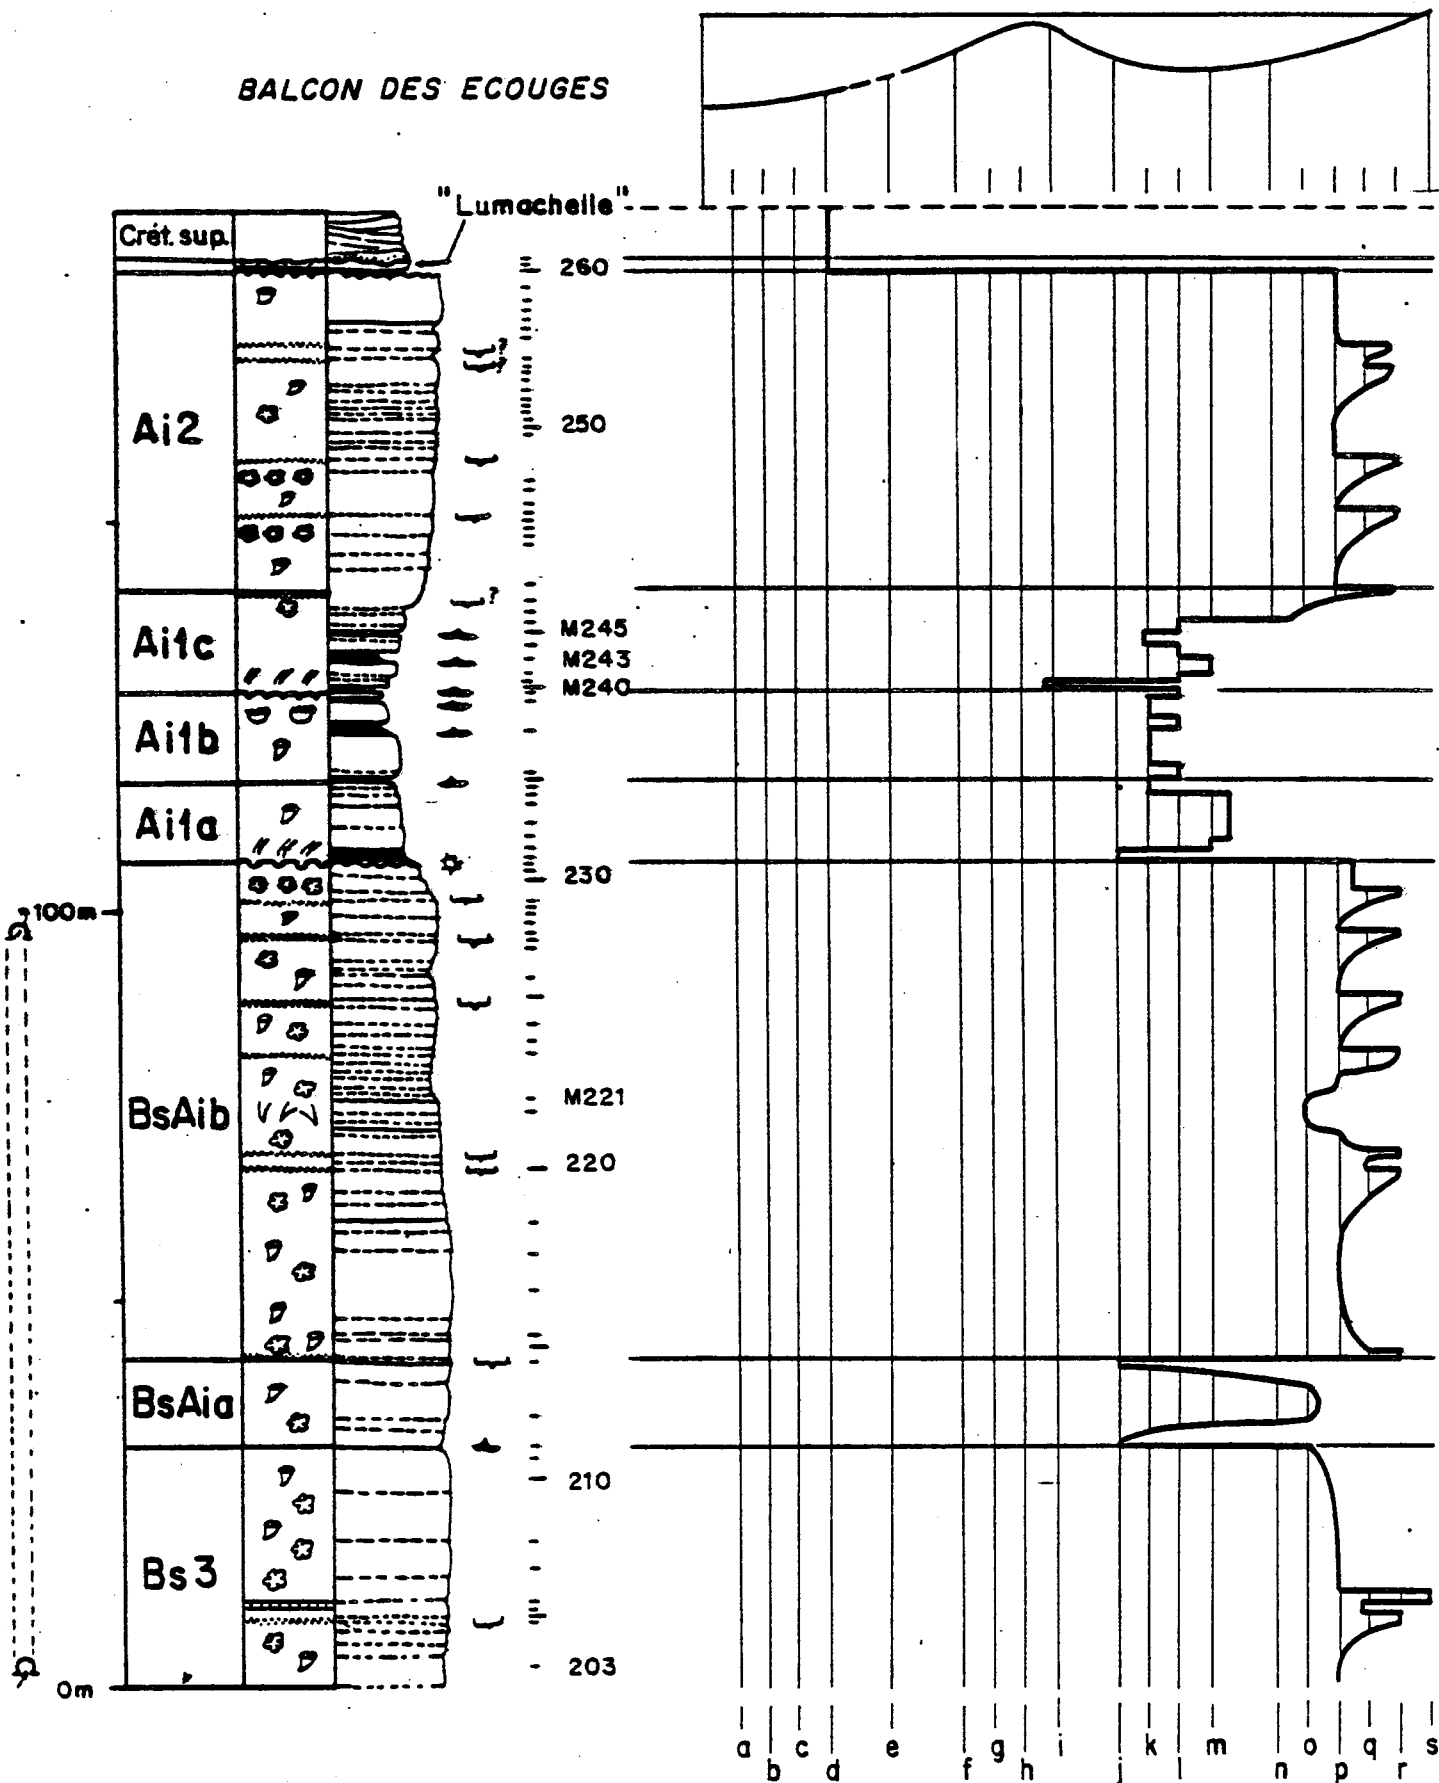 BALCON DES ECOUGES
"Lumachelle"
Crét. sup.
260
Ai2
250
?
?
?
Ai1c
M245
M243
M240
Ai1b
Ai1a
230
100m
BsAib
M221
220
BsAia
210
Bs3
203
0m
a b c d e f g h i j k l m n o p q r s